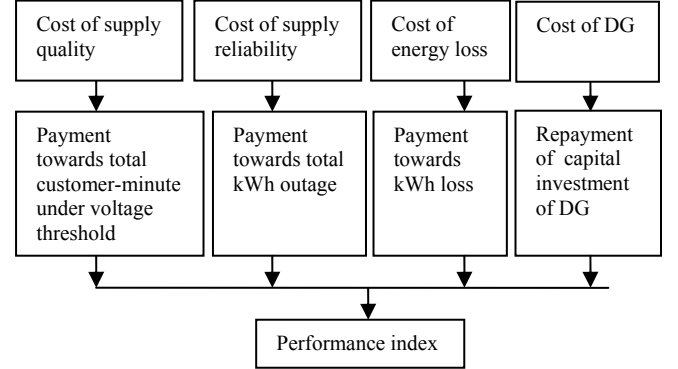 Cost of supply
quality
Cost of supply
reliability
Cost of
energy loss
Cost of DG
Payment
towards total
customer-minute
under voltage
threshold
Payment
towards total
kWh outage
Payment
towards
kWh loss
Repayment
of capital
investment
of DG
Performance index